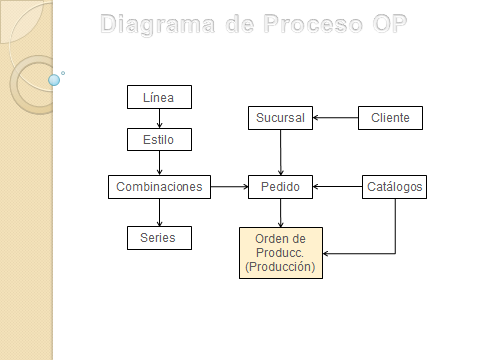 Diagrama de Proceso OP
Línea
Sucursal
Cliente
Estilo
Combinaciones
Pedido
Catálogos
Series
Orden de
Producc.
(Producción)